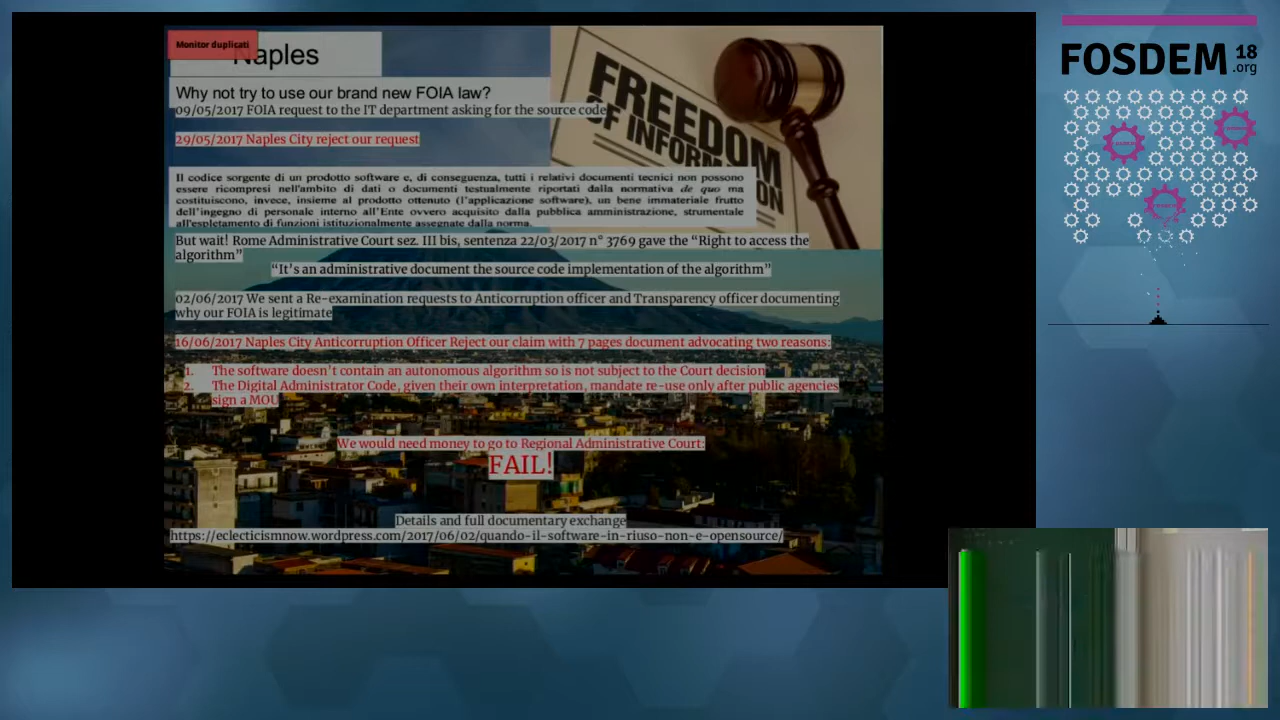 Monitor duplicati
Naples
Why not try to use our brand new FOIA law?
09/05/2017 FOIA request to the IT department asking for the source code
29/05/2017 Naples City reject our request
FREEDOM
OF INFORMATION
Il codice sorgente di un prodotto software e, di conseguenza, tutti i relativi documenti tecnici non possono
essere ricompresi nell'ambito di dati o documenti testualmente riportati dalla normativa de quo ma
costituiscono, invece, insieme al prodotto ottenuto (l'applicazione software), un bene immateriale frutto
dell'ingegno di personale interno all'Ente ovvero acquisito dalla pubblica amministrazione, strumentale
all'espletamento di funzioni istituzionalmente assegnate dalla norma.
But wait! Rome Administrative Court sez. III bis, sentenza 22/03/2017 n° 3769 gave the “Right to access the
algorithm”
“It's an administrative document the source code implementation of the algorithm”
02/06/2017 We sent a Re-examination requests to Anticorruption officer and Transparency officer documenting
why our FOIA is legitimate
16/06/2017 Naples City Anticorruption Officer Reject our claim with 7 pages document advocating two reasons:
1. The software doesn't contain an autonomous algorithm so is not subject to the Court decision
2. The Digital Administrator Code, given their own interpretation, mandate re-use only after public agencies
sign a MOU
We would need money to go to Regional Administrative Court:
FAIL!
Details and full documentary exchange
https://eclecticismnow.wordpress.com/2017/06/02/quando-il-software-in-riuso-non-e-opensource/
FOSDEM 18
.org